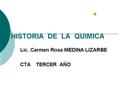 HISTORIA DE LA QUIMICA
Lic. Carmen Rosa MEDINA LIZARBE
CTA TERCER AÑO